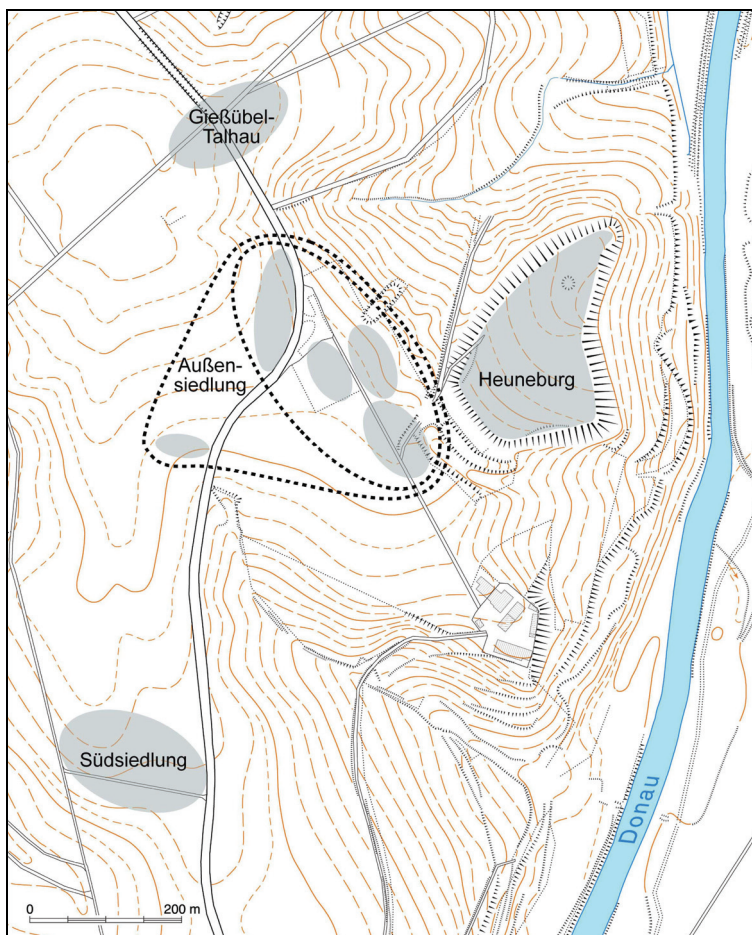 Gießübel-
Talhau
Außen-
siedlung
Heuneburg
Südsiedlung
Donau
0 200 m